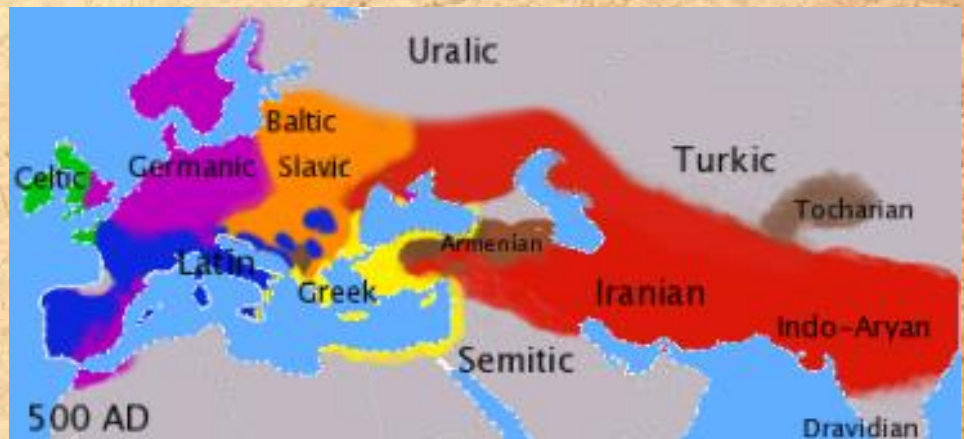 Uralic
Baltic
Turkic
Celtic
Germanic
Slavic
Tocharian
Armenian
Latin
Greek
Iranian
Indo-Aryan
Semitic
500 AD
Dravidian